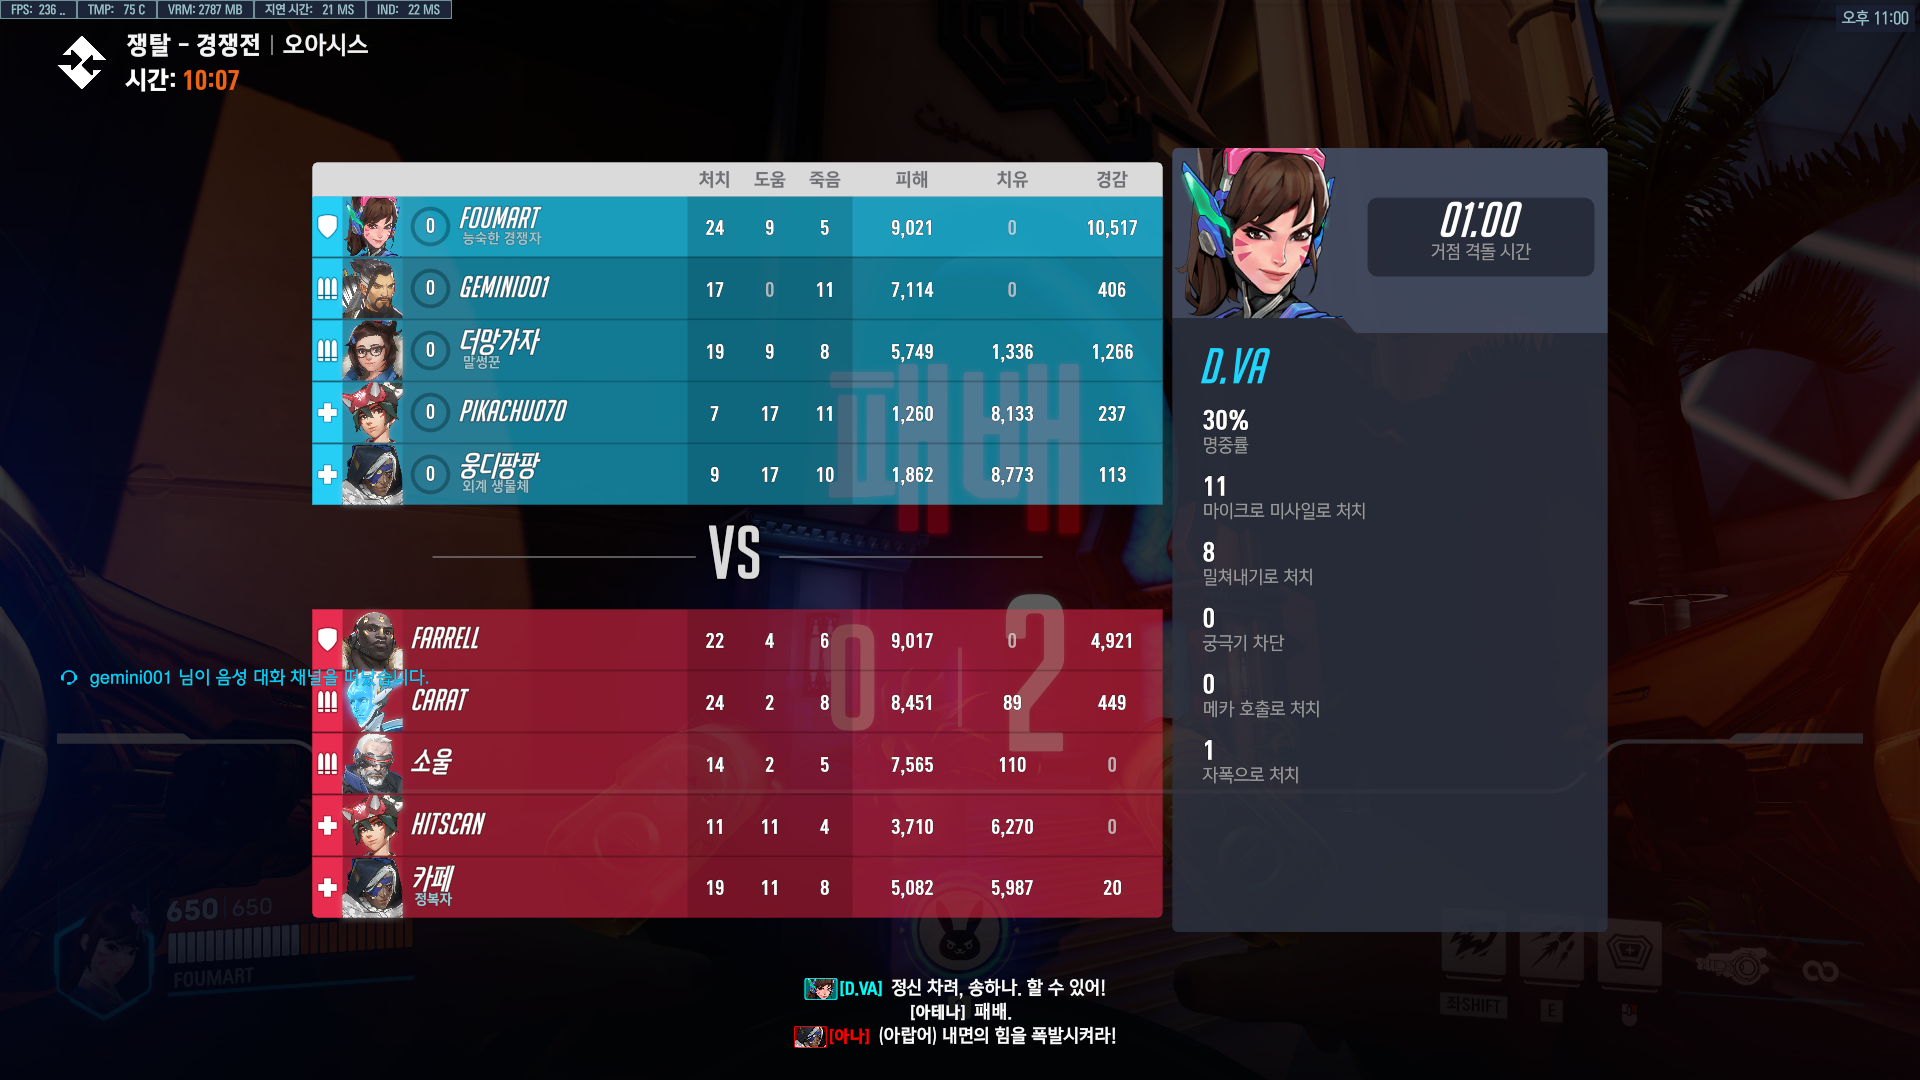 FPS: 236 .. TMP: 75 C VRM: 2787 MB 지연 시간: 21 MS IND: 22 MS
오후 11:00
쟁탈 - 경쟁전 | 오아시스
시간: 10:07
처치 도움 죽음 피해 치유 경감
0 FOUMART 24 9 5 9,021 0 10,517
능숙한 경쟁자
0 GEMINI001 17 0 11 7,114 0 406
0 더망가자 19 9 8 5,749 1,336 1,266
말썽꾼
0 PIKACHU070 7 17 11 1,260 8,133 237
0 웅디팡팡 9 17 10 1,862 8,773 113
외계 생물체
패배
VS
0 2
FARRELL 22 4 6 9,017 0 4,921
gemini001 님이 음성 대화 채널을 떠났습니다.
CARAT 24 2 8 8,451 89 449
소울 14 2 5 7,565 110 0
HITSCAN 11 11 4 3,710 6,270 0
카페 19 11 8 5,082 5,987 20
정복자
01:00
거점 격돌 시간
D.VA
30%
명중률
11
마이크로 미사일로 처치
8
밀쳐내기로 처치
0
궁극기 차단
0
메카 호출로 처치
1
자폭으로 처치
650 | 650
FOUMART
좌SHIFT E
[D.VA] 정신 차려, 송하나. 할 수 있어!
[아테나] 패배.
[아나] (아랍어) 내면의 힘을 폭발시켜라!